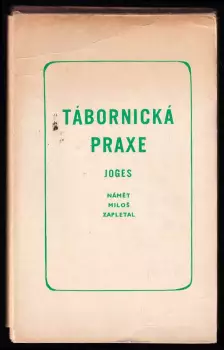 TÁBORNICKÁ
PRAXE
JOGES
NÁMĚT
MILOŠ
ZAPLETAL